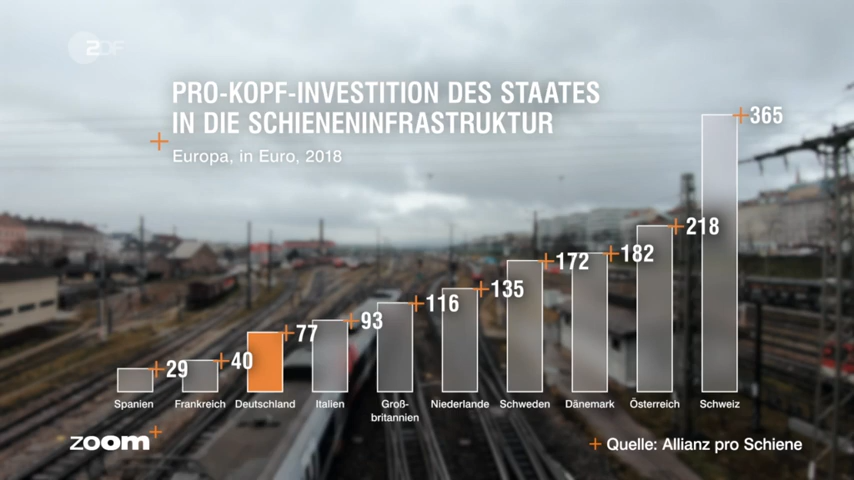 ZDF
PRO-KOPF-INVESTITION DES STAATES
IN DIE SCHIENENINFRASTRUKTUR
Europa, in Euro, 2018
365
218
182
172
135
116
93
77
40
29
Spanien
Frankreich
Deutschland
Italien
Groß-
britannien
Niederlande
Schweden
Dänemark
Österreich
Schweiz
zoom+
Quelle: Allianz pro Schiene